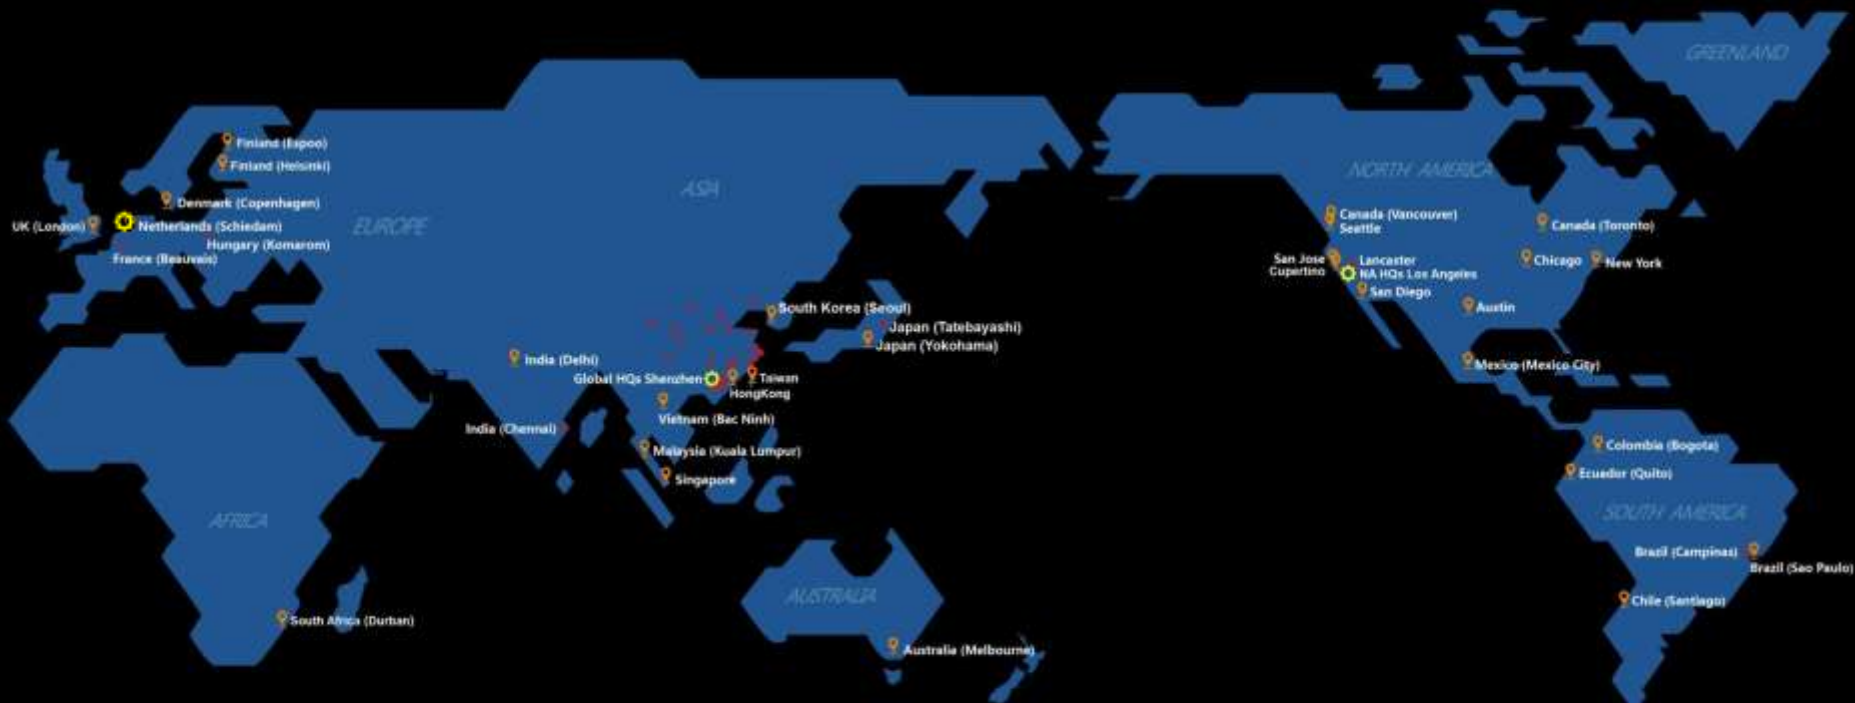 GREENLAND
Finland (Espoo)
Finland (Helsinki)
ASIA
NORTH AMERICA
Denmark (Copenhagen)
UK (London)
Netherlands (Schiedam)
EUROPE
Hungary (Komarom)
France (Beauvais)
Canada (Vancouver)
Seattle
Canada (Toronto)
San Jose
Cupertino
Lancaster
NA HQs Los Angeles
Chicago
New York
San Diego
Austin
South Korea (Seoul)
Japan (Tatebayashi)
Japan (Yokohama)
India (Delhi)
Global HQs Shenzhen
Taiwan
HongKong
Mexico (Mexico City)
Vietnam (Bac Ninh)
India (Chennai)
Malaysia (Kuala Lumpur)
Singapore
Colombia (Bogota)
Ecuador (Quito)
AFRICA
SOUTH AMERICA
Brazil (Campinas)
Brazil (Sao Paulo)
AUSTRALIA
Chile (Santiago)
South Africa (Durban)
Australia (Melbourne)